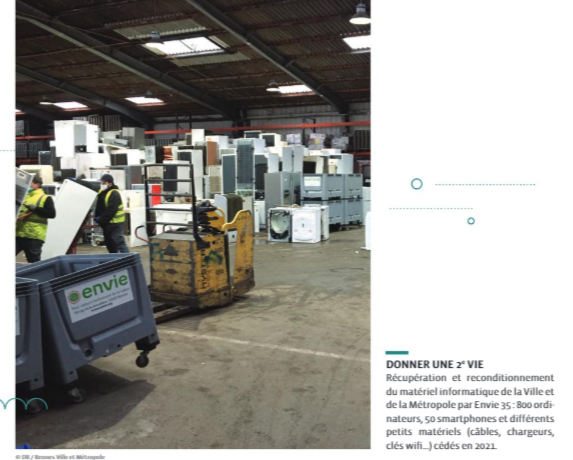 envie
DONNER UNE 2e VIE
Récupération et reconditionnement
du matériel informatique de la Ville et
de la Métropole par Envie 35 : 800 ordi-
nateurs, 50 smartphones et différents
petits matériels (câbles, chargeurs,
clés wifi...) cédés en 2021.
© DR / Rennes Ville et Métropole